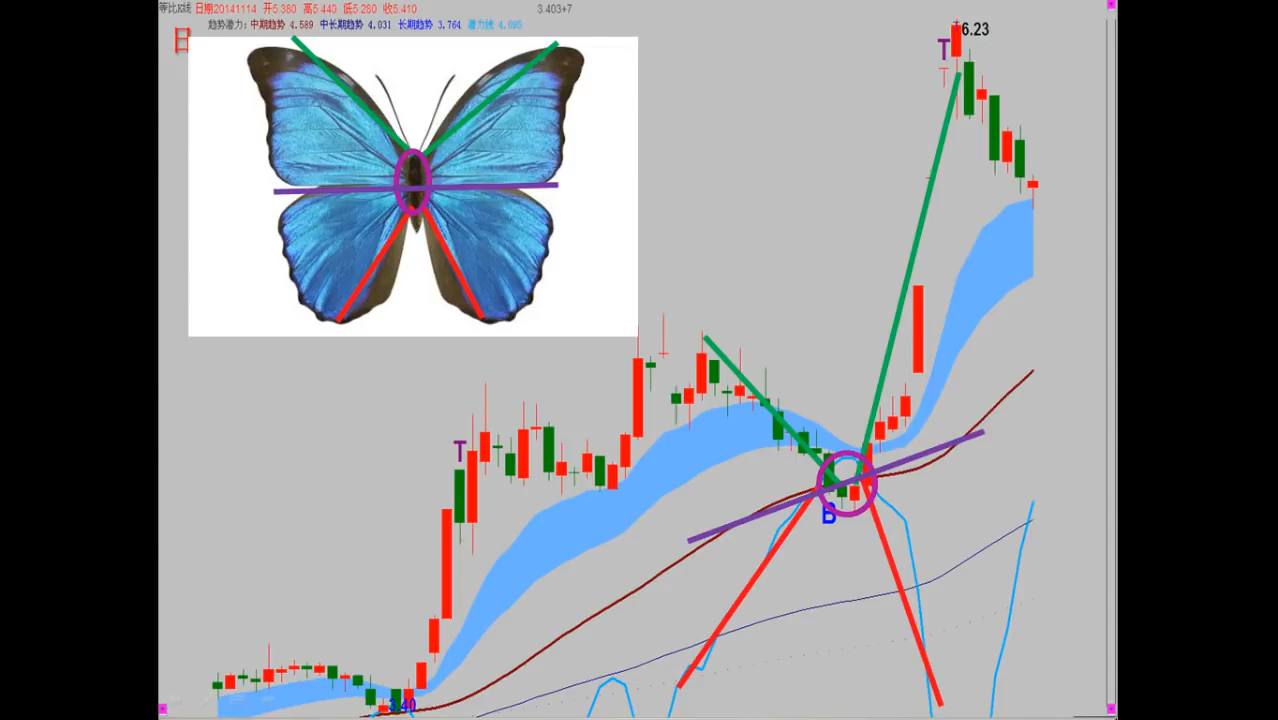 等比K线 日期20141114 开5.380 高5.440 低5.280 收5.410 3.403+7
趋势潜力: 中期趋势 4.589 中长期趋势 4.031 长期趋势 3.764 潜力线 4.095
日
6.23
T
T
B
3.40